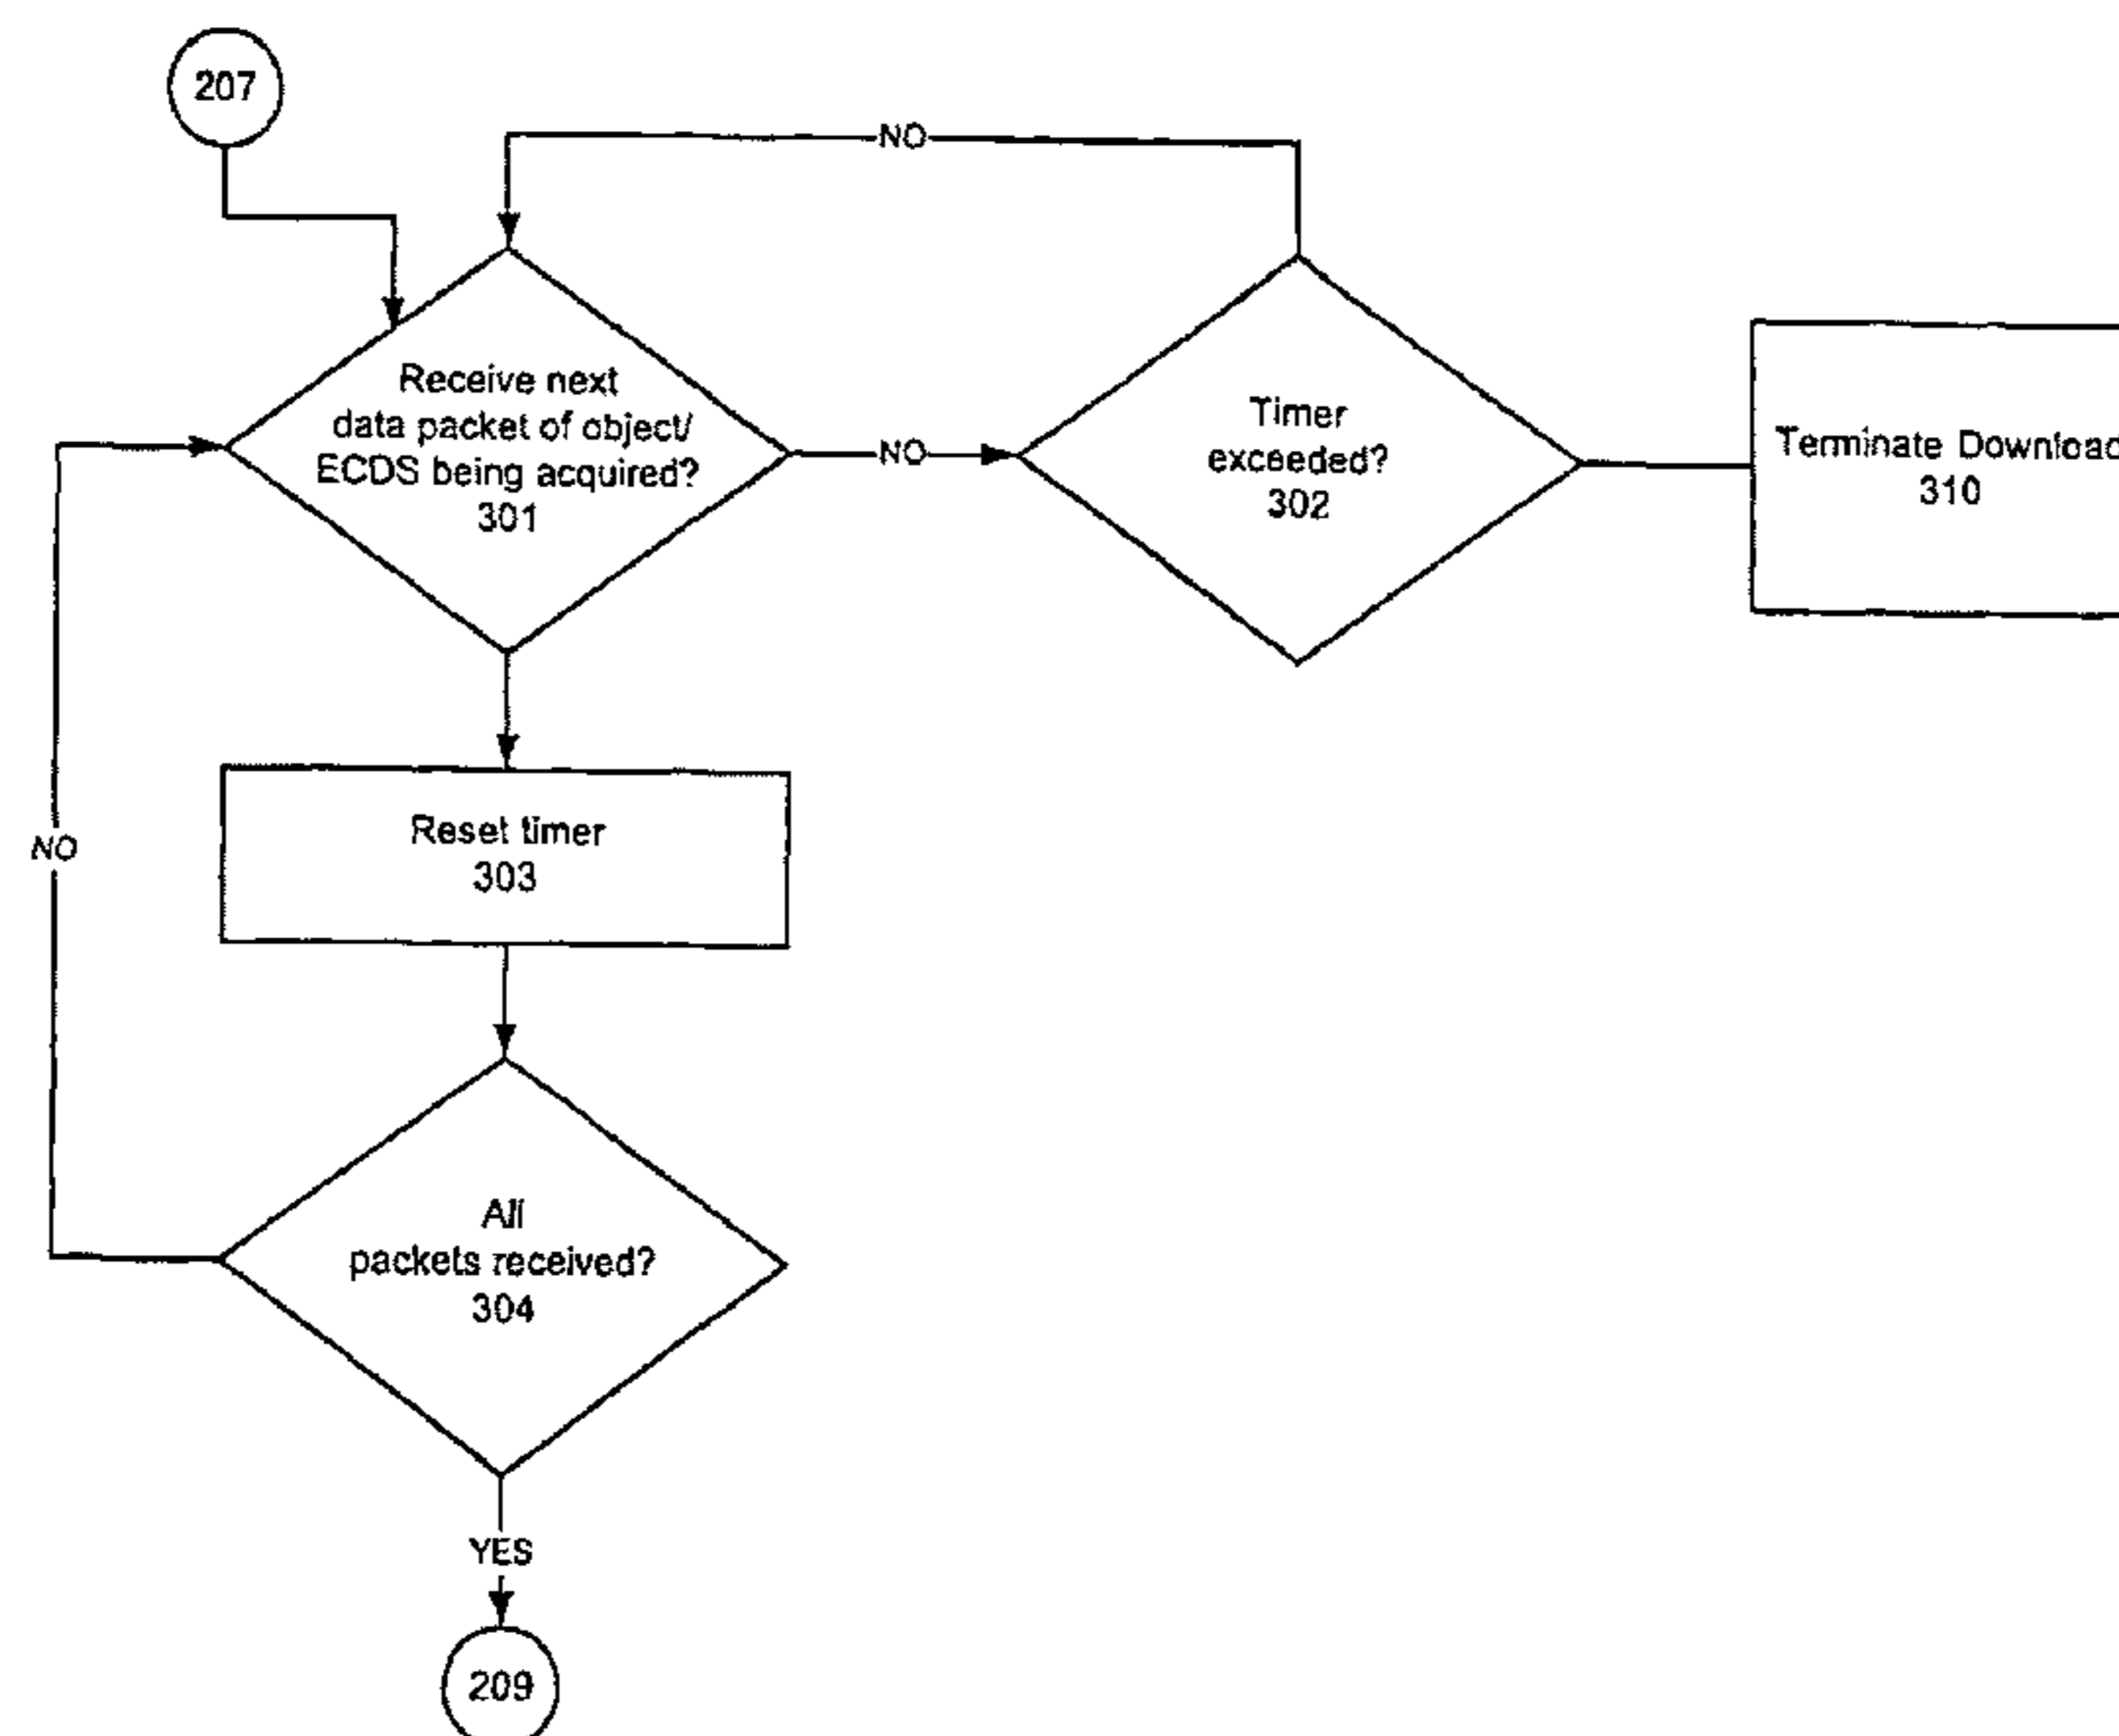 207
NO
Receive next
data packet of object/
ECDS being acquired?
301
NO
Timer
exceeded?
302
Terminate Download
310
Reset timer
303
NO
All
packets received?
304
YES
209